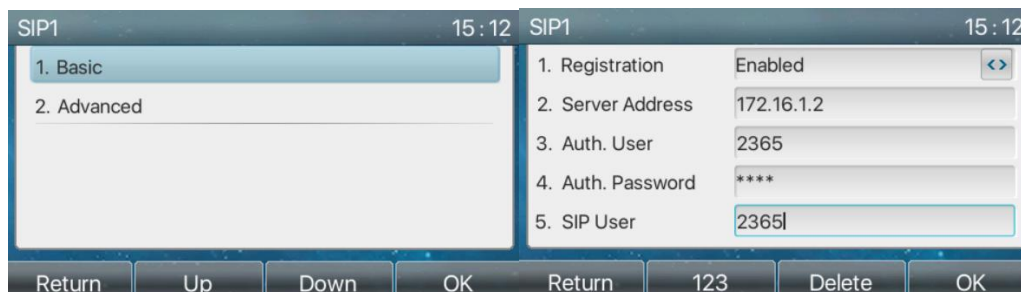 SIP1 15:12
1. Basic
2. Advanced
Return Up Down OK
SIP1 15:12
1. Registration Enabled <>
2. Server Address 172.16.1.2
3. Auth. User 2365
4. Auth. Password ****
5. SIP User 2365
Return 123 Delete OK